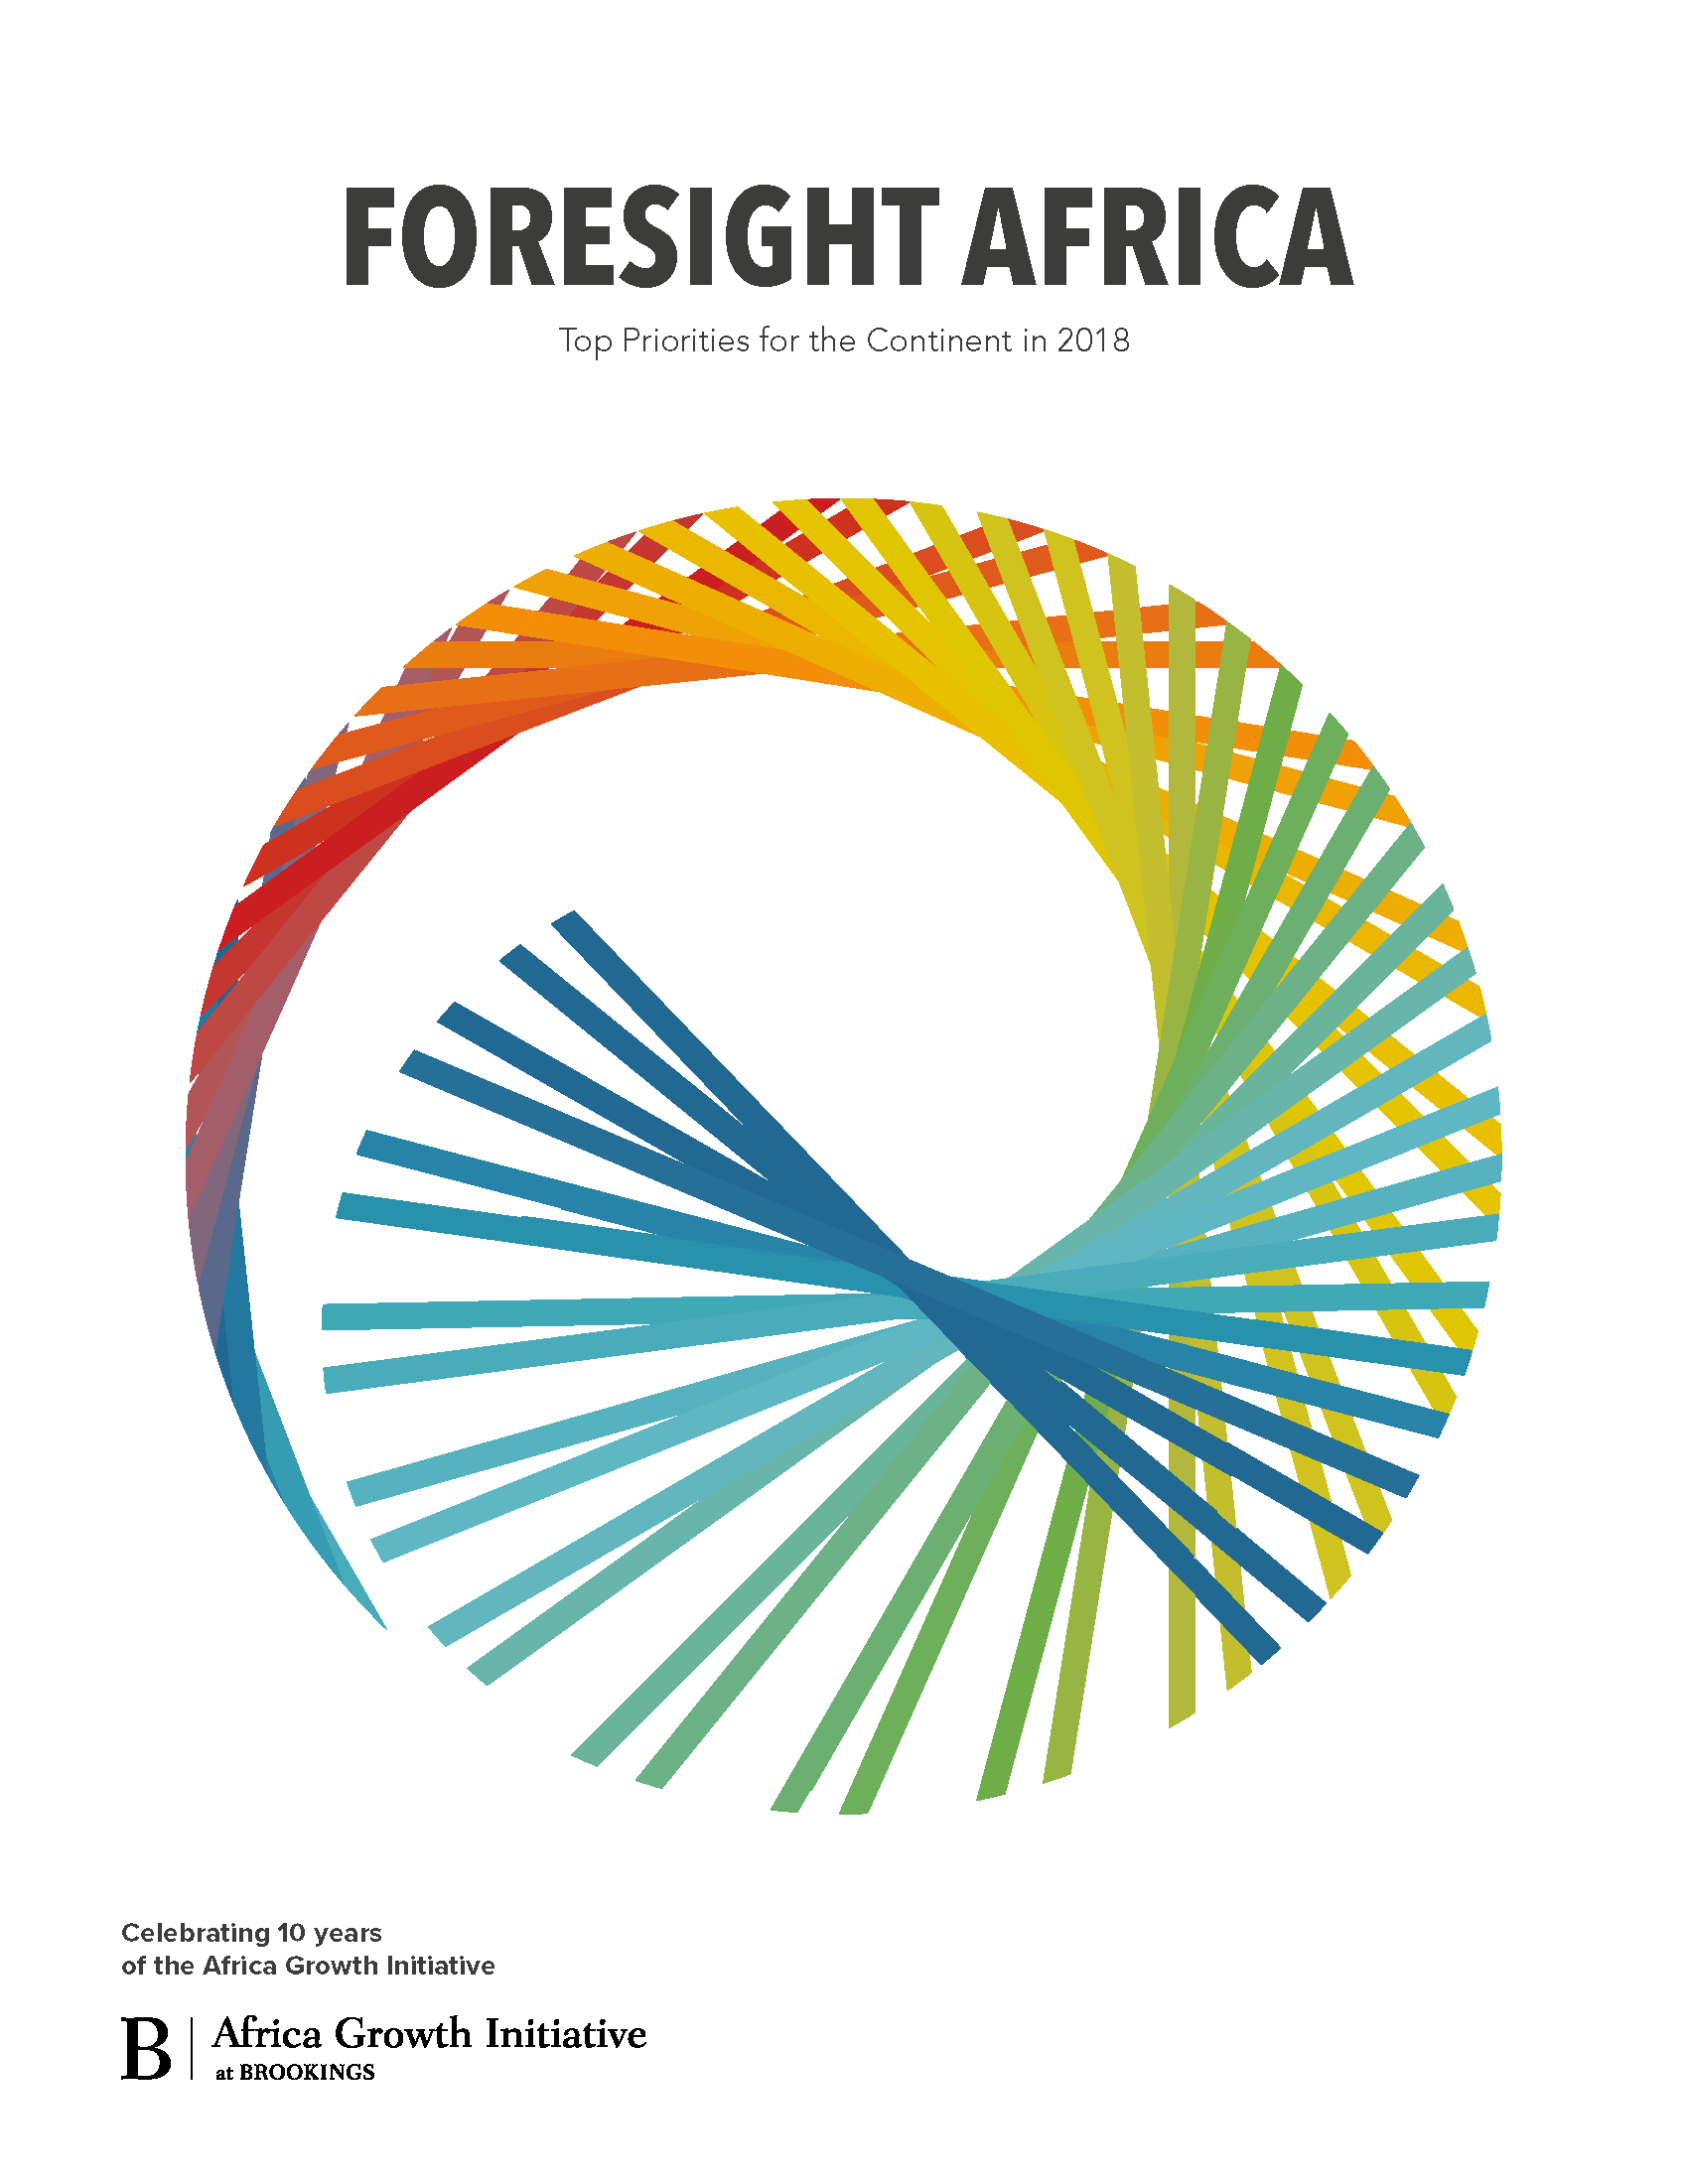 FORESIGHT AFRICA
Top Priorities for the Continent in 2018
Celebrating 10 years
of the Africa Growth Initiative
B Africa Growth Initiative
at BROOKINGS